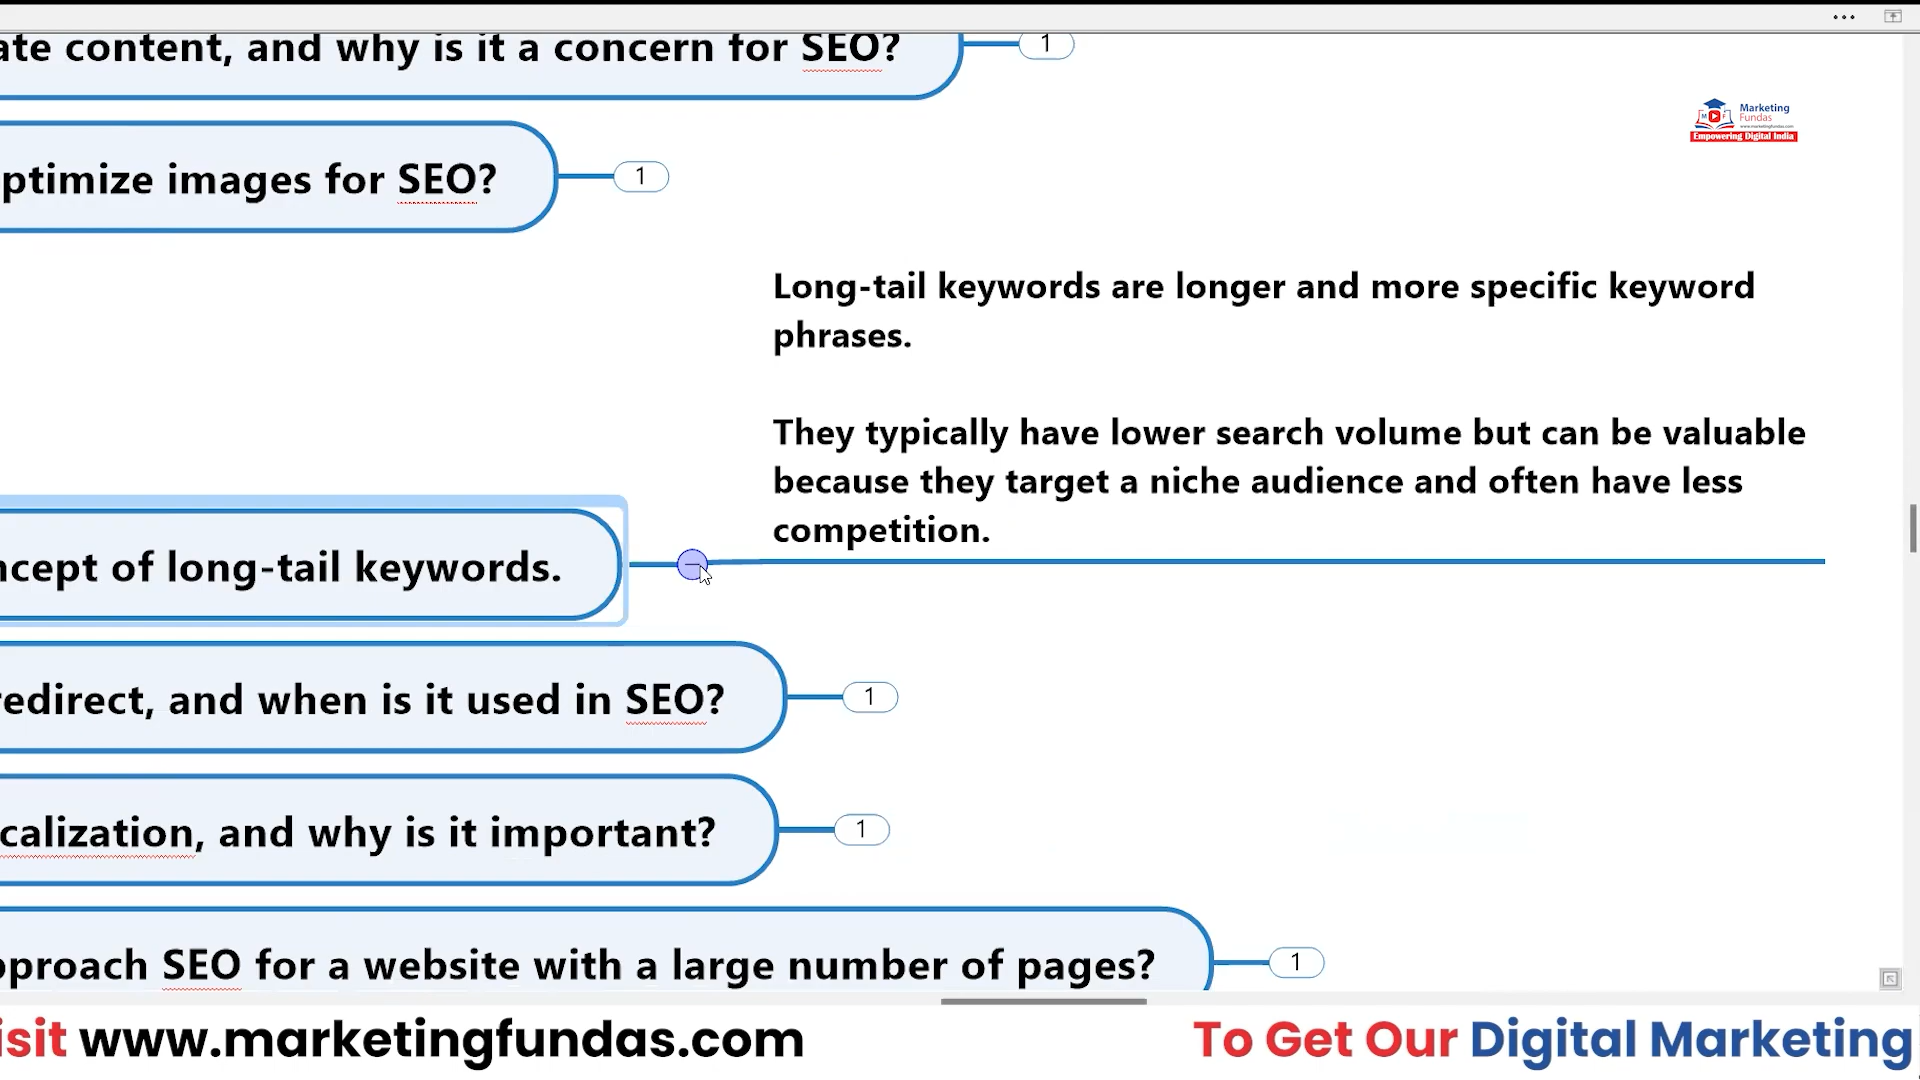 ate content, and why is it a concern for SEO?
1
Marketing
Fundas
www.marketingfundas.com
Empowering Digital India
ptimize images for SEO?
1
Long-tail keywords are longer and more specific keyword
phrases.
They typically have lower search volume but can be valuable
because they target a niche audience and often have less
competition.
ncept of long-tail keywords.
redirect, and when is it used in SEO?
1
calization, and why is it important?
1
pproach SEO for a website with a large number of pages?
1
isit www.marketingfundas.com
To Get Our Digital Marketing